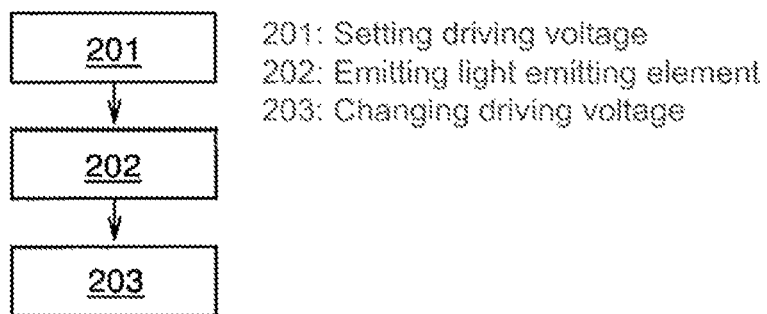 201
202
203
201: Setting driving voltage
202: Emitting light emitting element
203: Changing driving voltage